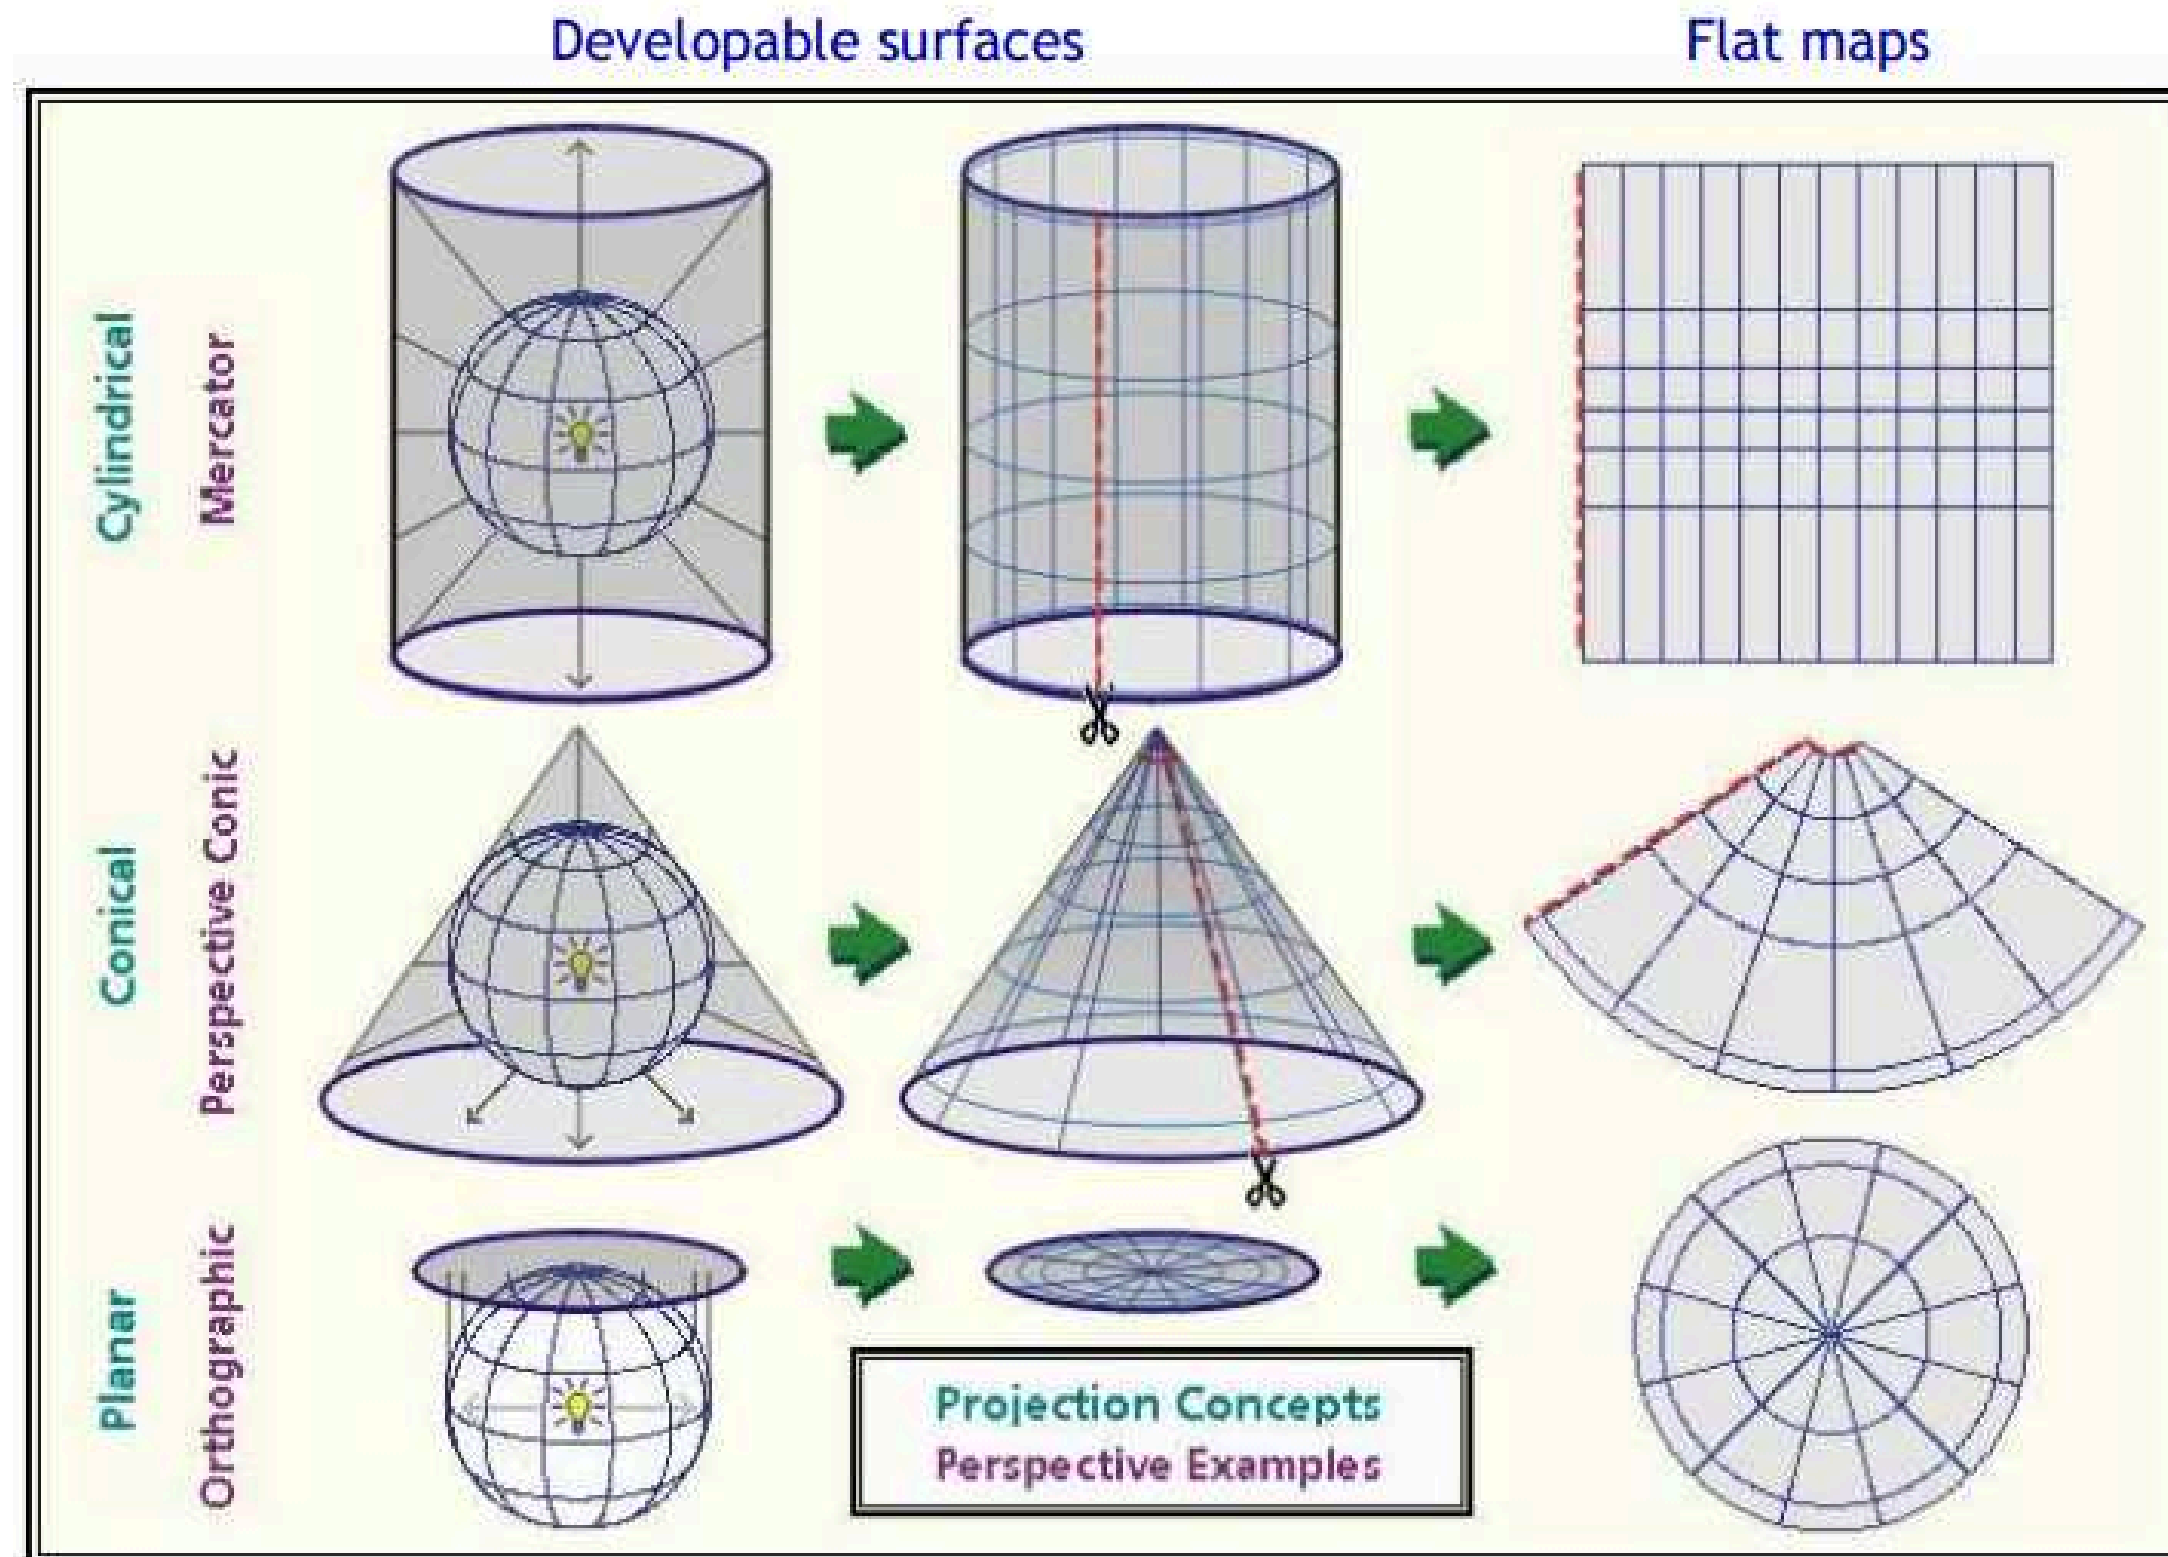 Developable surfaces
Flat maps
Cylindrical
Mercator
Conical
Perspective Conic
Planar
Orthographic
Projection Concepts
Perspective Examples